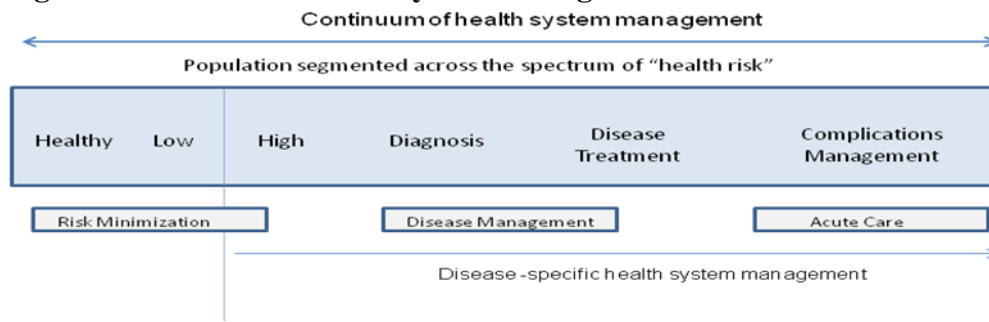 Continuum of health system management
Population segmented across the spectrum of “health risk”
Healthy Low High Diagnosis Disease Treatment Complications Management
Risk Minimization Disease Management Acute Care
Disease -specific health system management